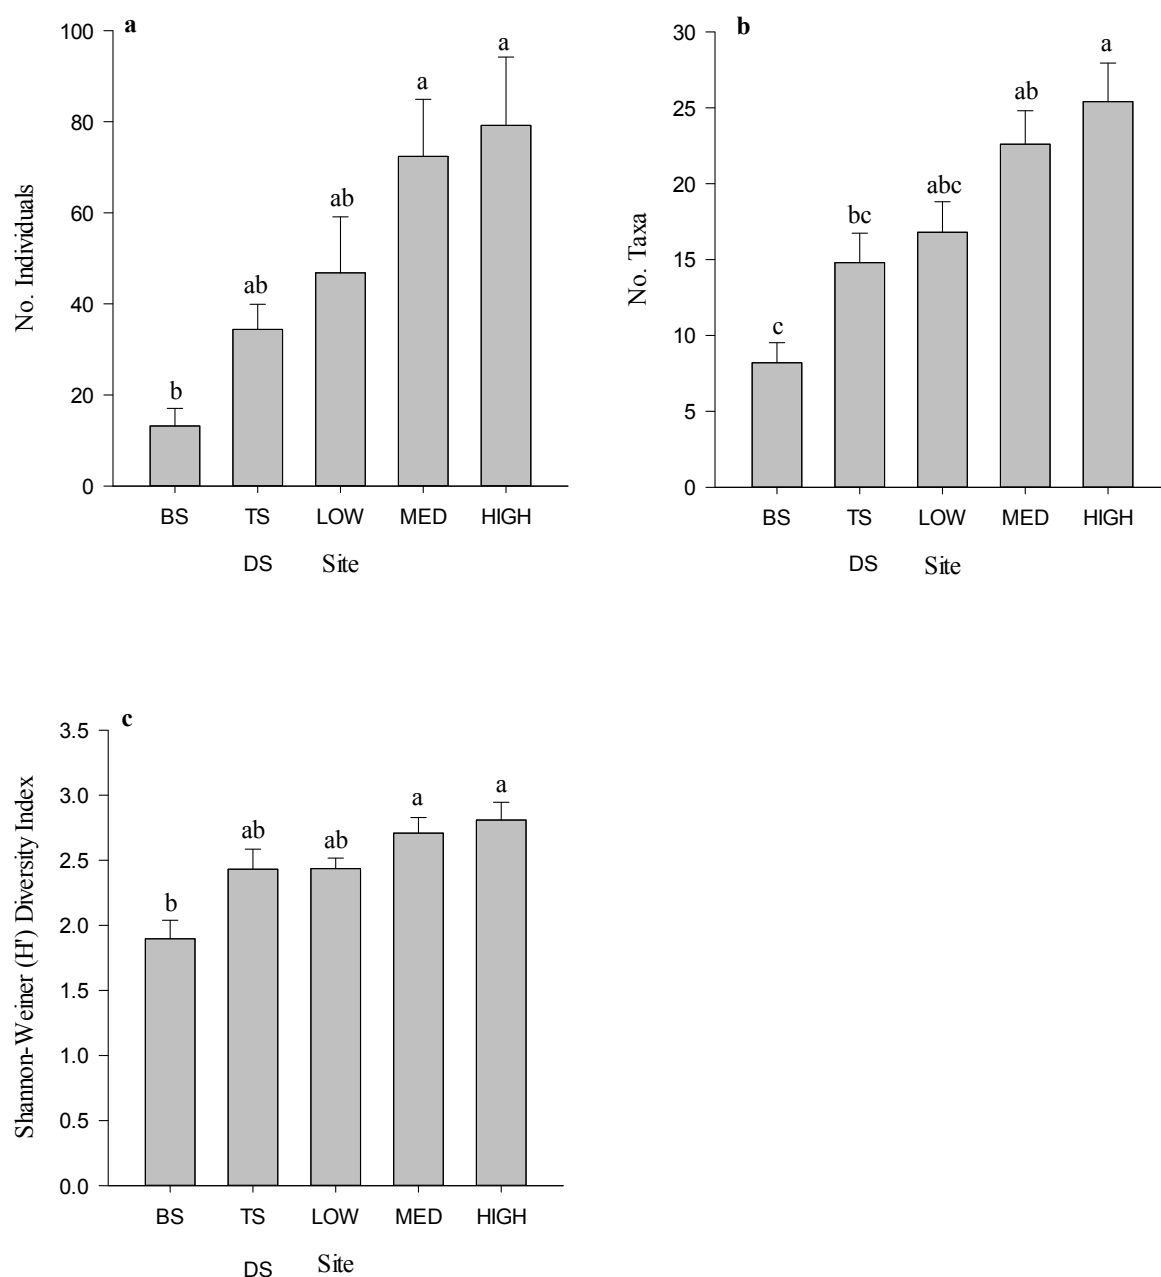 a
No. Individuals
100
80
60
40
20
0
b
ab
ab
a
a
BS TS LOW MED HIGH
DS Site
b
No. Taxa
30
25
20
15
10
5
0
c
bc
abc
ab
a
BS TS LOW MED HIGH
DS Site
c
Shannon-Weiner (H') Diversity Index
3.5
3.0
2.5
2.0
1.5
1.0
0.5
0.0
b
ab
ab
a
a
BS TS LOW MED HIGH
DS Site